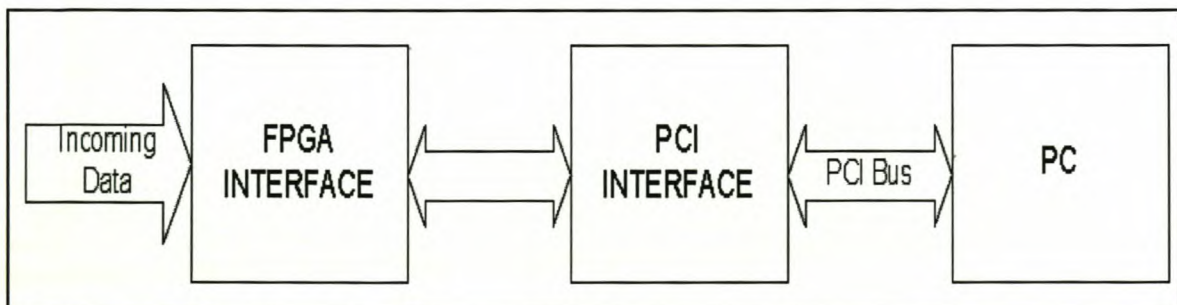 Incoming
Data
FPGA
INTERFACE
PCI
INTERFACE
PCI Bus
PC